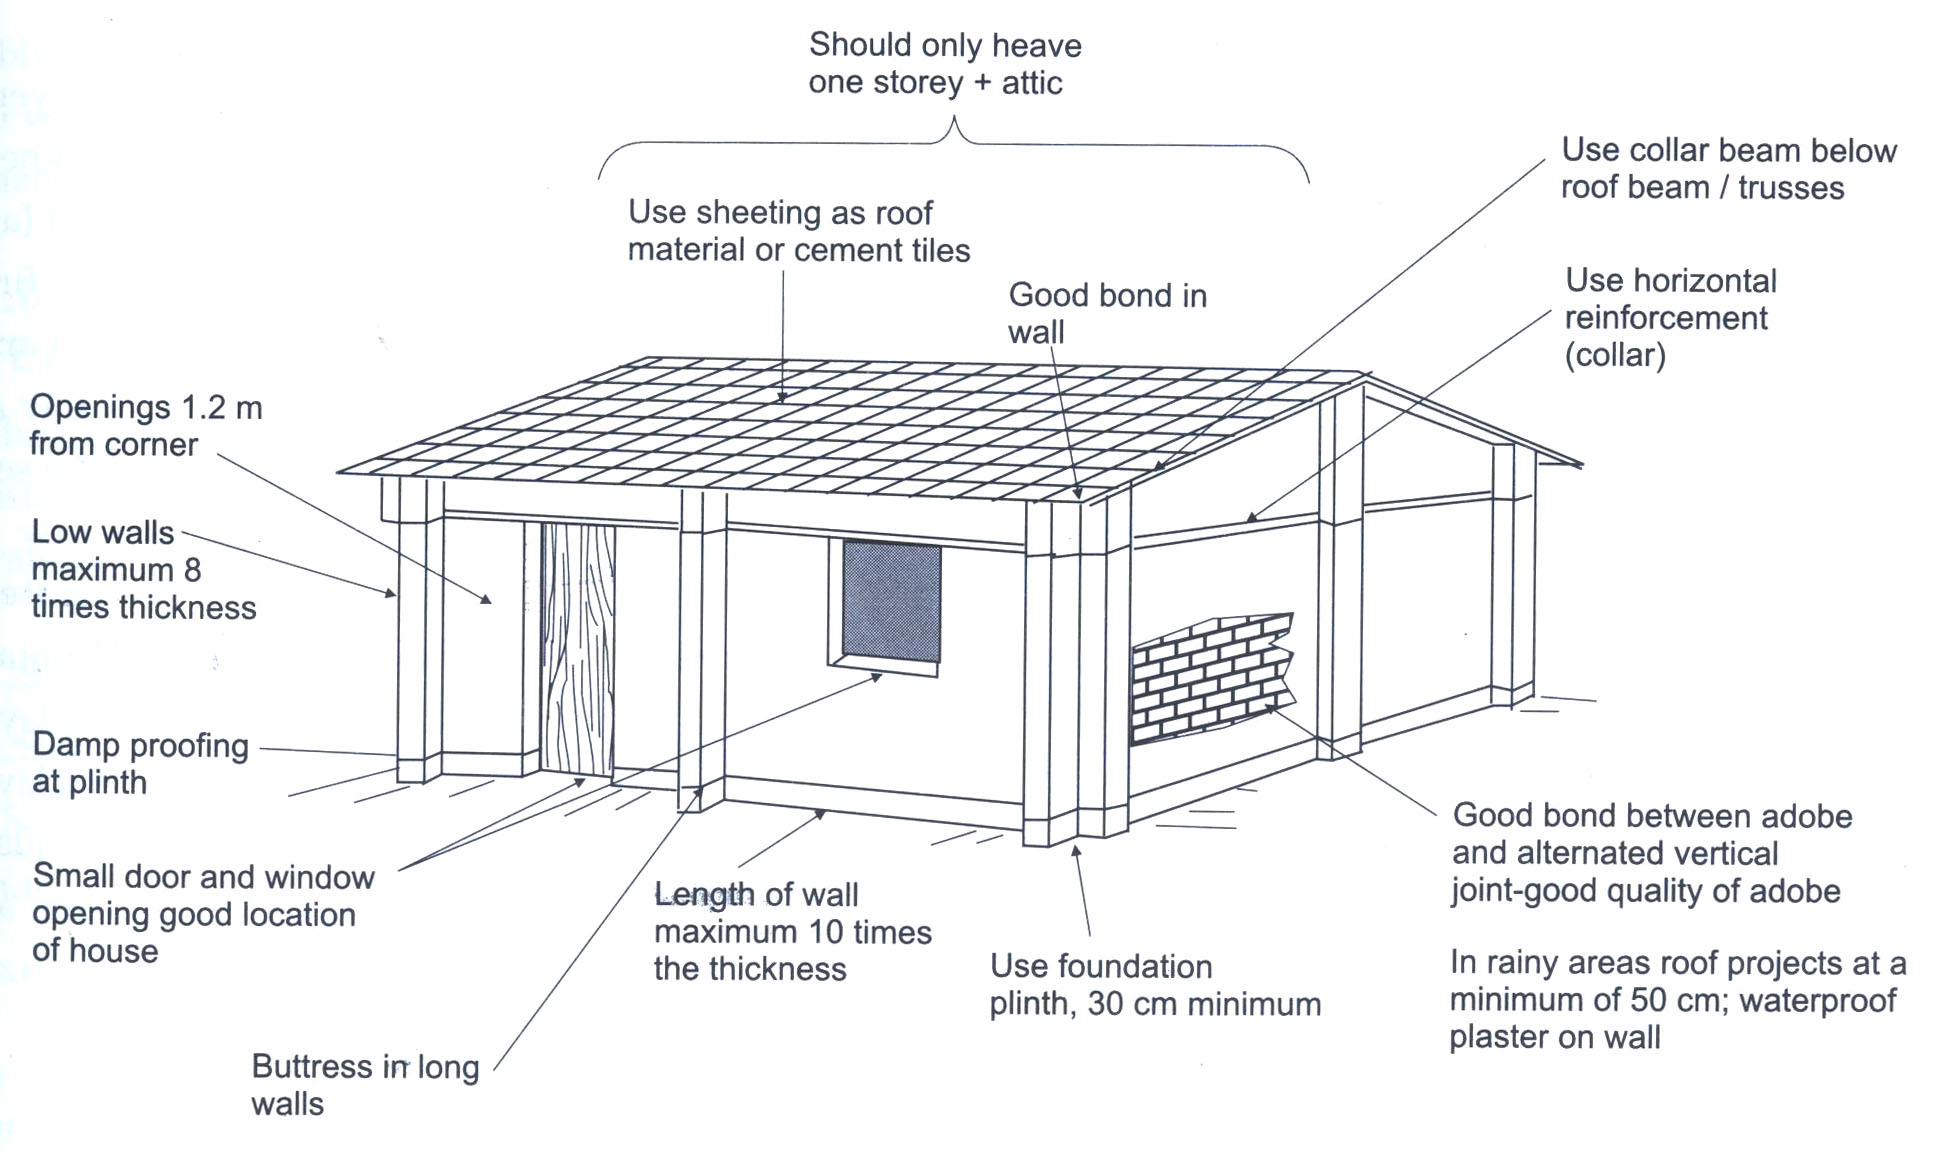 Should only heave
one storey + attic
Use collar beam below
roof beam / trusses
Use sheeting as roof
material or cement tiles
Good bond in
wall
Use horizontal
reinforcement
(collar)
Openings 1.2 m
from corner
Low walls
maximum 8
times thickness
Damp proofing
at plinth
Small door and window
opening good location
of house
Length of wall
maximum 10 times
the thickness
Use foundation
plinth, 30 cm minimum
Good bond between adobe
and alternated vertical
joint-good quality of adobe
In rainy areas roof projects at a
minimum of 50 cm; waterproof
plaster on wall
Buttress in long
walls